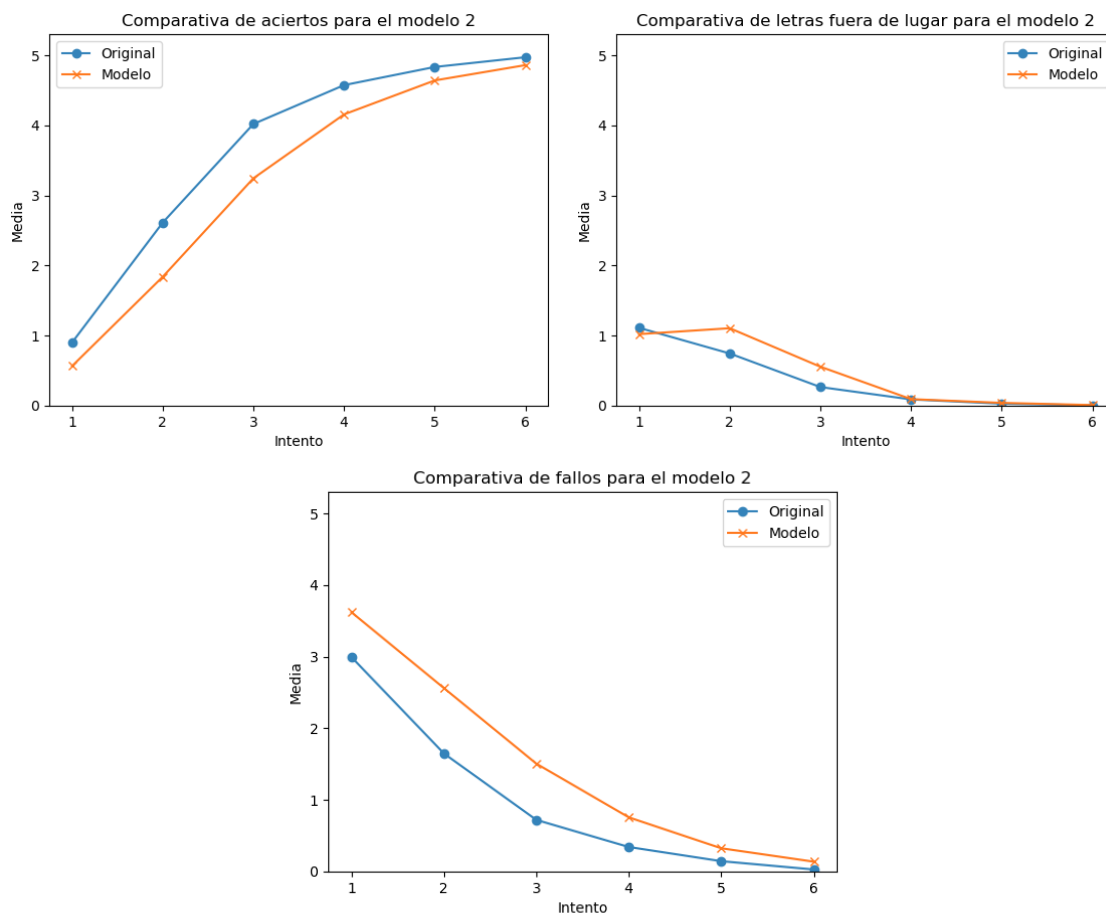 Comparativa de aciertos para el modelo 2
Original
Modelo
5
4
3
2
1
0
Media
1 2 3 4 5 6
Intento
Comparativa de letras fuera de lugar para el modelo 2
Original
Modelo
5
4
3
2
1
0
Media
1 2 3 4 5 6
Intento
Comparativa de fallos para el modelo 2
Original
Modelo
5
4
3
2
1
0
Media
1 2 3 4 5 6
Intento